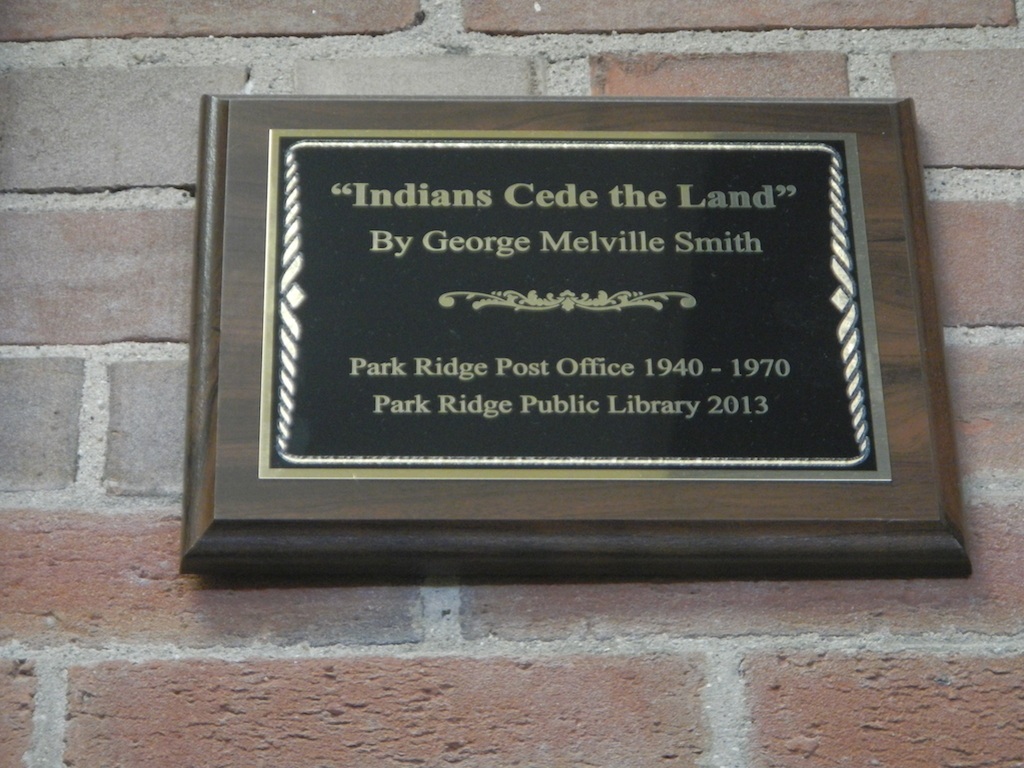 “Indians Cede the Land”
By George Melville Smith
Park Ridge Post Office 1940 - 1970
Park Ridge Public Library 2013